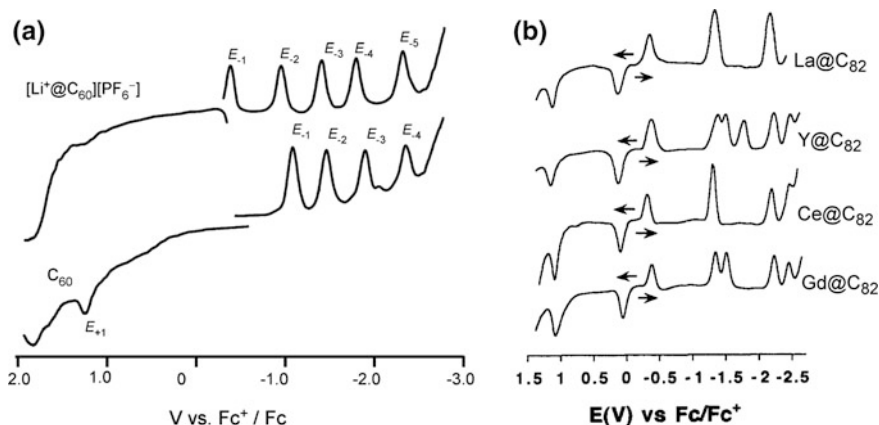 (a)
[Li⁺@C₆₀][PF₆⁻]
E₋₁ E₋₂ E₋₃ E₋₄ E₋₅
E₋₁ E₋₂ E₋₃ E₋₄
C₆₀
E₊₁
2.0 1.0 0 -1.0 -2.0 -3.0
V vs. Fc⁺ / Fc
(b)
La@C₈₂
Y@C₈₂
Ce@C₈₂
Gd@C₈₂
1.5 1 0.5 0 -0.5 -1 -1.5 -2 -2.5
E(V) vs Fc/Fc⁺